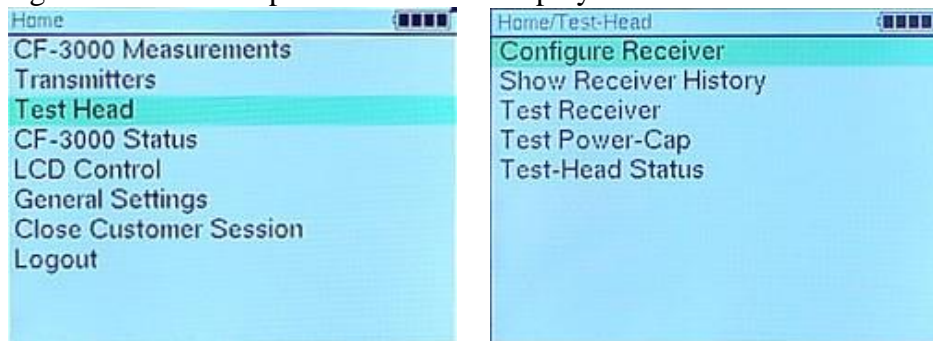 Home
CF-3000 Measurements
Transmitters
Test Head
CF-3000 Status
LCD Control
General Settings
Close Customer Session
Logout
Home/Test-Head
Configure Receiver
Show Receiver History
Test Receiver
Test Power-Cap
Test-Head Status